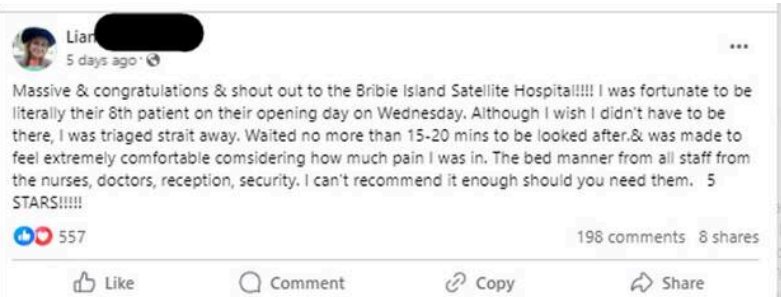 Lian
5 days ago ·
Massive & congratulations & shout out to the Bribie Island Satellite Hospital!!!!! I was fortunate to be
literally their 8th patient on their opening day on Wednesday. Although I wish I didn't have to be
there, I was triaged strait away. Waited no more than 15-20 mins to be looked after.& was made to
feel extremely comfortable comsidering how much pain I was in. The bed manner from all staff from
the nurses, doctors, reception, security. I can't recommend it enough should you need them. 5
STARS!!!!!
557 198 comments 8 shares
Like Comment Copy Share